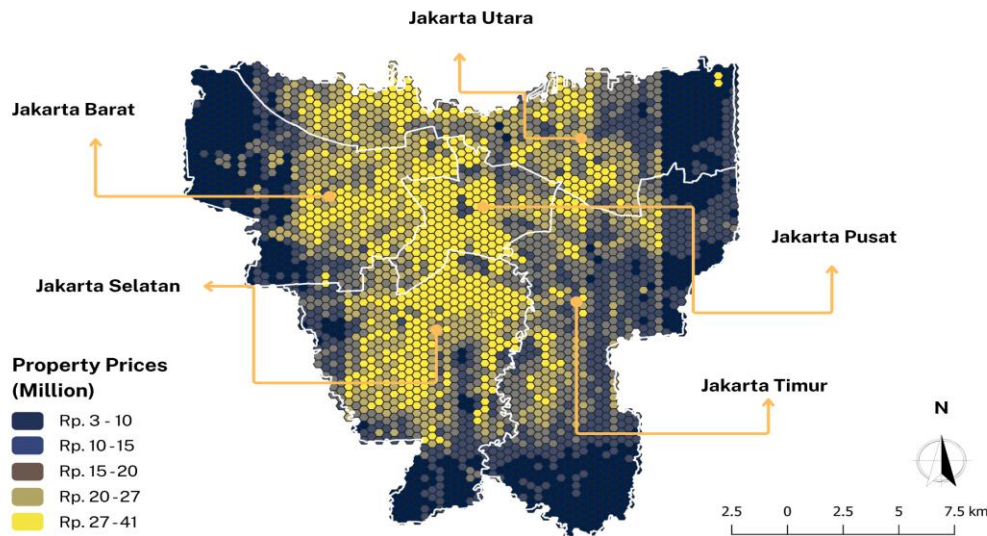 Jakarta Utara
Jakarta Barat
Jakarta Pusat
Jakarta Selatan
Jakarta Timur
Property Prices
(Million)
Rp. 3 - 10
Rp. 10 - 15
Rp. 15 - 20
Rp. 20 - 27
Rp. 27 - 41
N
2.5 0 2.5 5 7.5 km